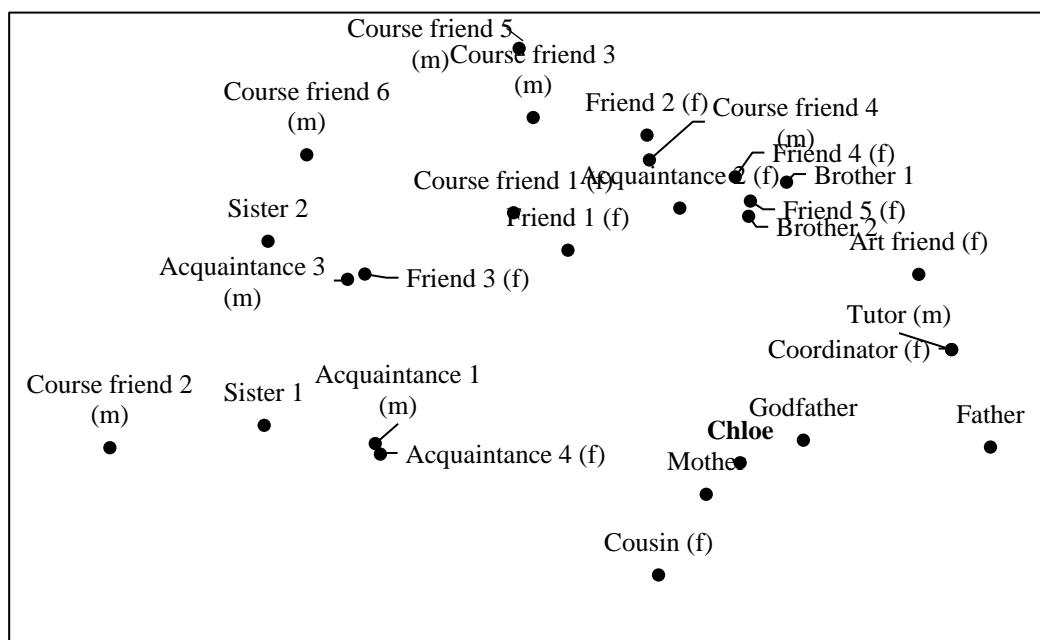 Course friend 5
(m)
Course friend 3
(m)
Course friend 6
(m)
Friend 2 (f)
Course friend 4
(m)
Friend 4 (f)
Acquaintance 2 (f)
Brother 1
Course friend 1 (f)
Friend 5 (f)
Friend 1 (f)
Brother 2
Sister 2
Art friend (f)
Acquaintance 3
(m)
Friend 3 (f)
Tutor (m)
Coordinator (f)
Acquaintance 1
(m)
Course friend 2
(m)
Sister 1
Godfather
Father
Chloe
Acquaintance 4 (f)
Mother
Cousin (f)